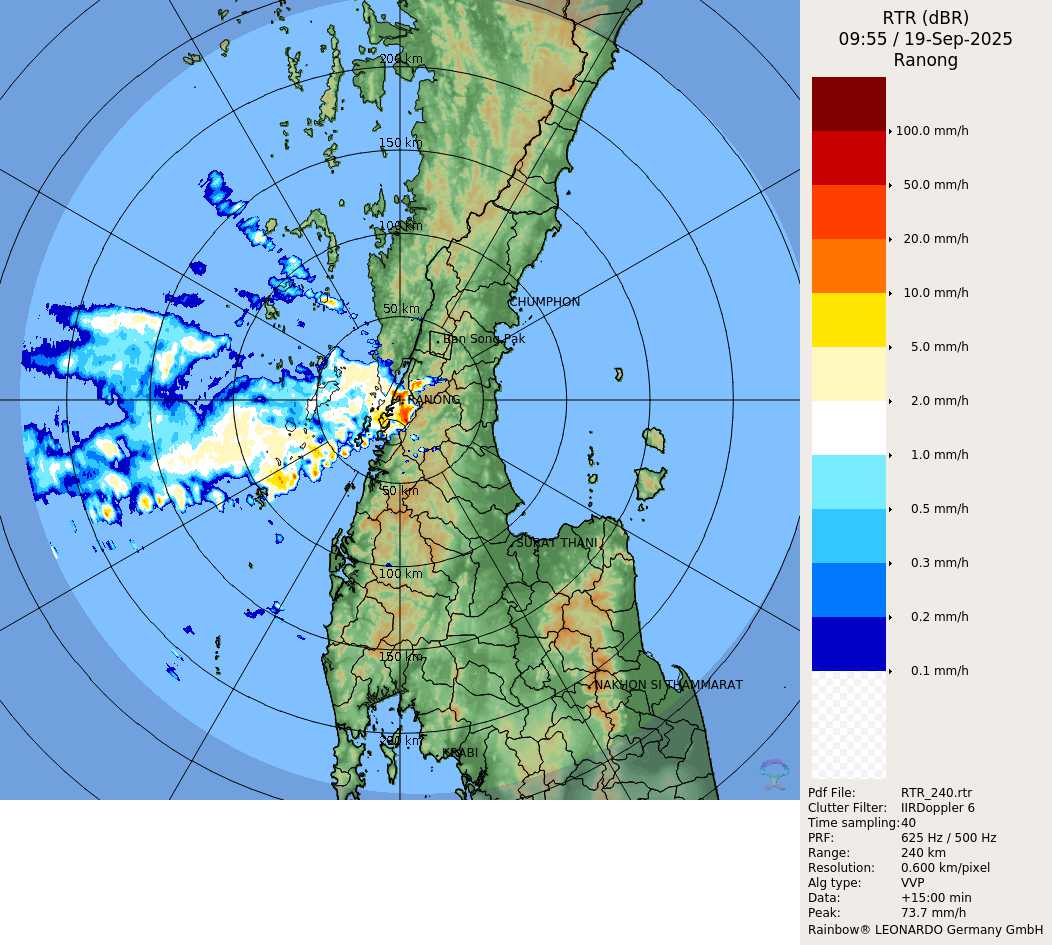 RTR (dBR)
09:55 / 19-Sep-2025
Ranong
200 km
150 km
100 km
50 km
CHUMPHON
Ban Song Pak
RANONG
50 km
SURAT THANI
100 km
150 km
NAKHON SI THAMMARAT
200 km
KRABI
100.0 mm/h
50.0 mm/h
20.0 mm/h
10.0 mm/h
5.0 mm/h
2.0 mm/h
1.0 mm/h
0.5 mm/h
0.3 mm/h
0.2 mm/h
0.1 mm/h
Pdf File: RTR_240.rtr
Clutter Filter: IIRDoppler 6
Time sampling: 40
PRF: 625 Hz / 500 Hz
Range: 240 km
Resolution: 0.600 km/pixel
Alg type: VVP
Data: +15:00 min
Peak: 73.7 mm/h
Rainbow® LEONARDO Germany GmbH